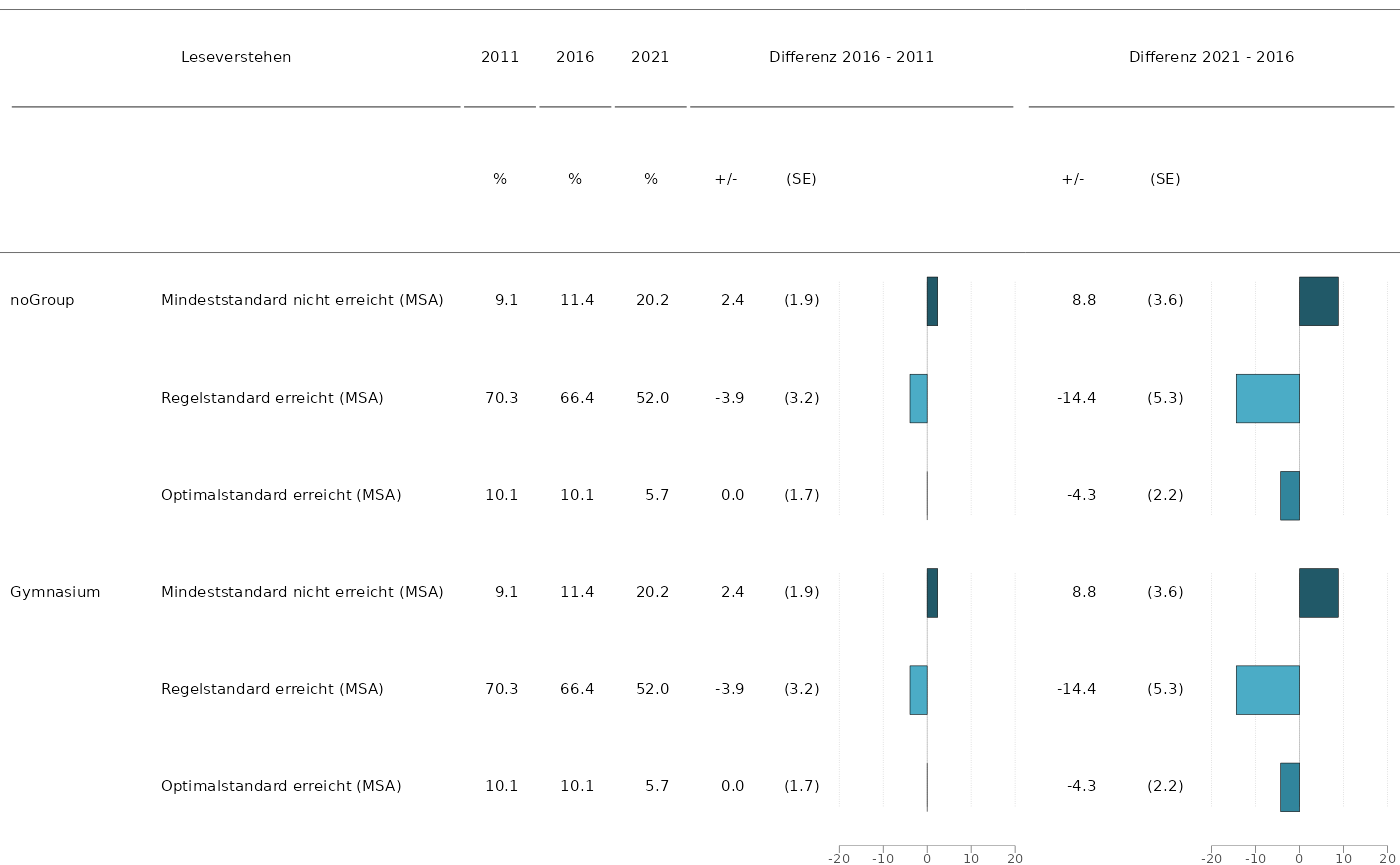 Leseverstehen 2011 2016 2021 Differenz 2016 - 2011 Differenz 2021 - 2016
% % % +/- (SE) +/- (SE)
noGroup Mindeststandard nicht erreicht (MSA) 9.1 11.4 20.2 2.4 (1.9) 8.8 (3.6)
Regelstandard erreicht (MSA) 70.3 66.4 52.0 -3.9 (3.2) -14.4 (5.3)
Optimalstandard erreicht (MSA) 10.1 10.1 5.7 0.0 (1.7) -4.3 (2.2)
Gymnasium Mindeststandard nicht erreicht (MSA) 9.1 11.4 20.2 2.4 (1.9) 8.8 (3.6)
Regelstandard erreicht (MSA) 70.3 66.4 52.0 -3.9 (3.2) -14.4 (5.3)
Optimalstandard erreicht (MSA) 10.1 10.1 5.7 0.0 (1.7) -4.3 (2.2)
-20 -10 0 10 20 -20 -10 0 10 20